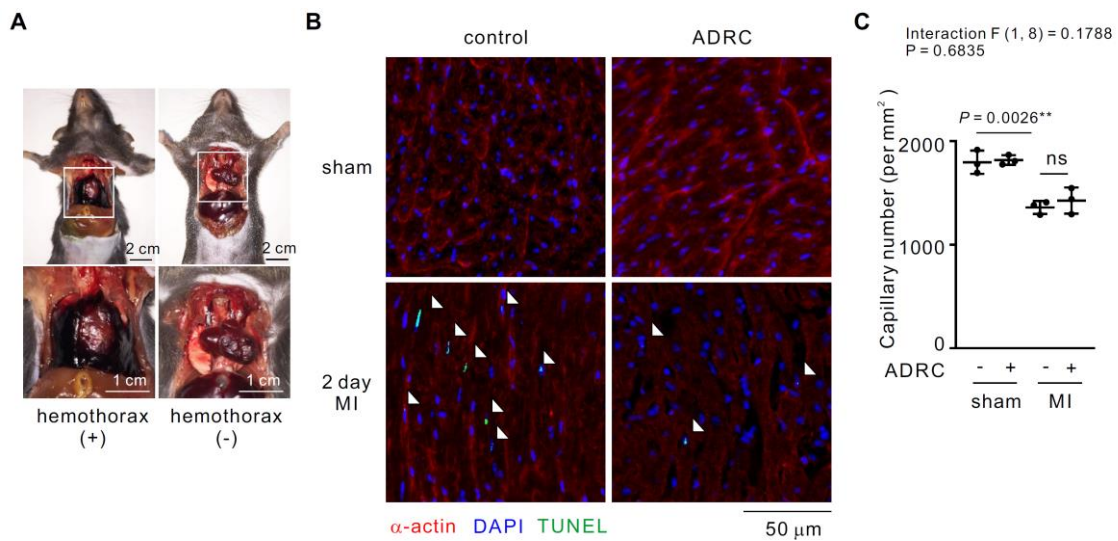 A
2 cm
2 cm
1 cm
1 cm
hemothorax
(+)
hemothorax
(-)
B
control
ADRC
sham
2 day
MI
α-actin DAPI TUNEL
50 μm
C
Interaction F (1, 8) = 0.1788
P = 0.6835
Capillary number (per mm²)
P = 0.0026**
ns
2000
1000
0
ADRC - + - +
sham MI